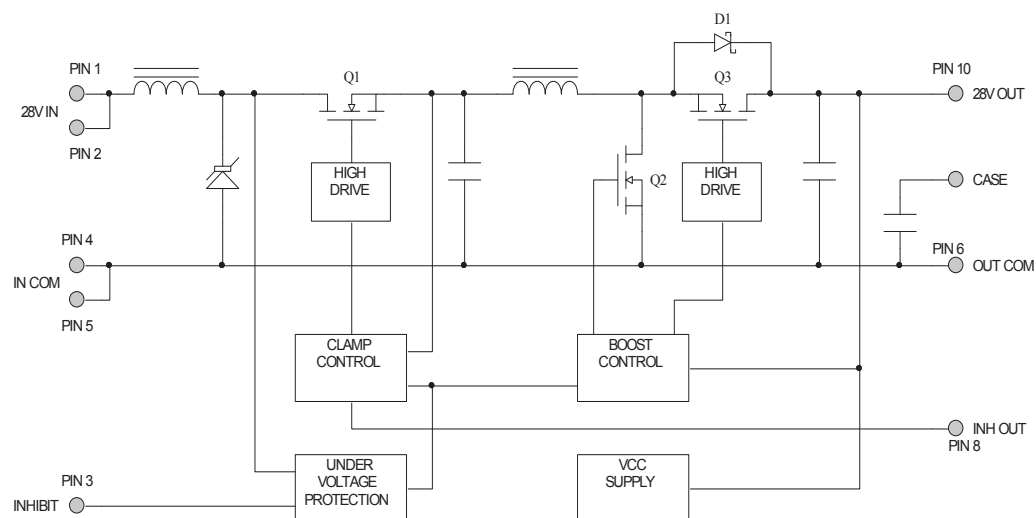 D1
PIN 1
Q1
Q3
PIN 10
28V IN
28V OUT
PIN 2
HIGH
DRIVE
Q2
HIGH
DRIVE
CASE
PIN 4
PIN 6
IN COM
OUT COM
PIN 5
CLAMP
CONTROL
BOOST
CONTROL
INH OUT
PIN 8
UNDER
VOLTAGE
PROTECTION
VCC
SUPPLY
PIN 3
INHIBIT